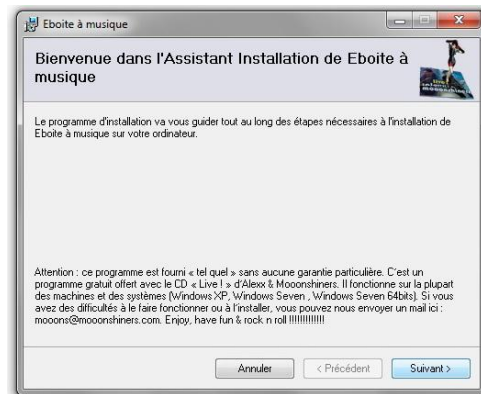 Eboite à musique
Bienvenue dans l'Assistant Installation de Eboite à
musique
Le programme d'installation va vous guider tout au long des étapes nécessaires à l'installation de
Eboite à musique sur votre ordinateur.
Attention : ce programme est fourni « tel quel » sans aucune garantie particulière. C'est un
programme gratuit offert avec le CD « Live ! » d'Alexx & Mooonshiners. Il fonctionne sur la plupart
des machines et des systèmes (Windows XP, Windows Seven , Windows Seven 64bits). Si vous
avez des difficultés à le faire fonctionner ou à l'installer, vous pouvez nous envoyer un mail ici :
mooons@mooonshiners.com. Enjoy, have fun & rock n roll !!!!!!!!!!!!!
Annuler
< Précédent
Suivant >